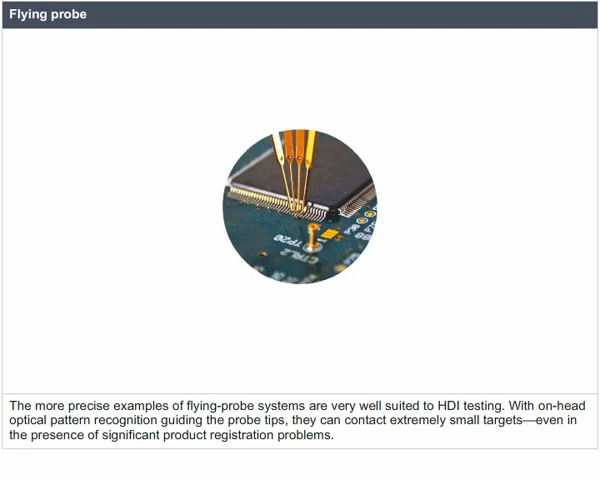 Flying probe
TP20
CTRL2
The more precise examples of flying-probe systems are very well suited to HDI testing. With on-head
optical pattern recognition guiding the probe tips, they can contact extremely small targets—even in
the presence of significant product registration problems.